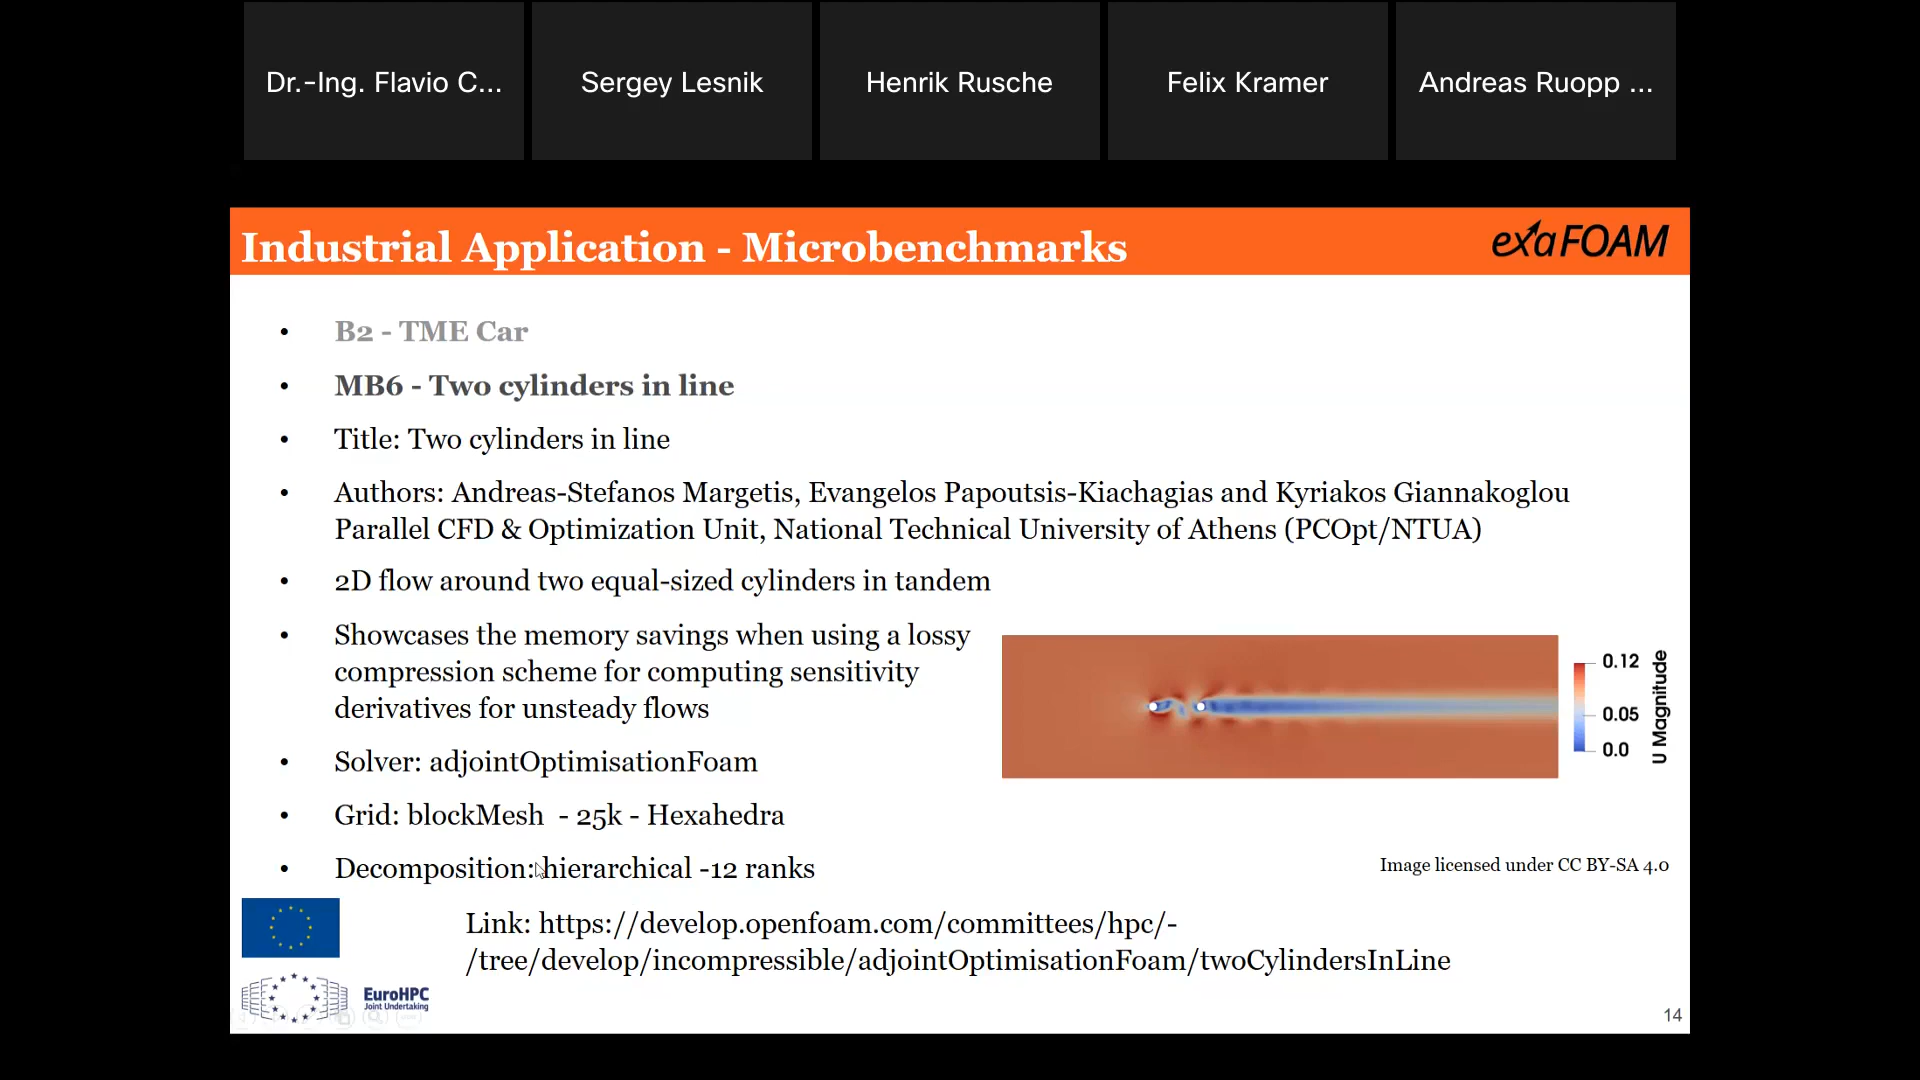 Dr.-Ing. Flavio C...
Sergey Lesnik
Henrik Rusche
Felix Kramer
Andreas Ruopp ...
Industrial Application - Microbenchmarks
exaFOAM
• B2 - TME Car
• MB6 - Two cylinders in line
• Title: Two cylinders in line
• Authors: Andreas-Stefanos Margetis, Evangelos Papoutsis-Kiachagias and Kyriakos Giannakoglou
Parallel CFD & Optimization Unit, National Technical University of Athens (PCOpt/NTUA)
• 2D flow around two equal-sized cylinders in tandem
• Showcases the memory savings when using a lossy
compression scheme for computing sensitivity
derivatives for unsteady flows
• Solver: adjointOptimisationFoam
• Grid: blockMesh - 25k - Hexahedra
• Decomposition: hierarchical -12 ranks
0.12
0.05
0.0
U Magnitude
Image licensed under CC BY-SA 4.0
Link: https://develop.openfoam.com/committees/hpc/-
/tree/develop/incompressible/adjointOptimisationFoam/twoCylindersInLine
EuroHPC
Joint Undertaking
14